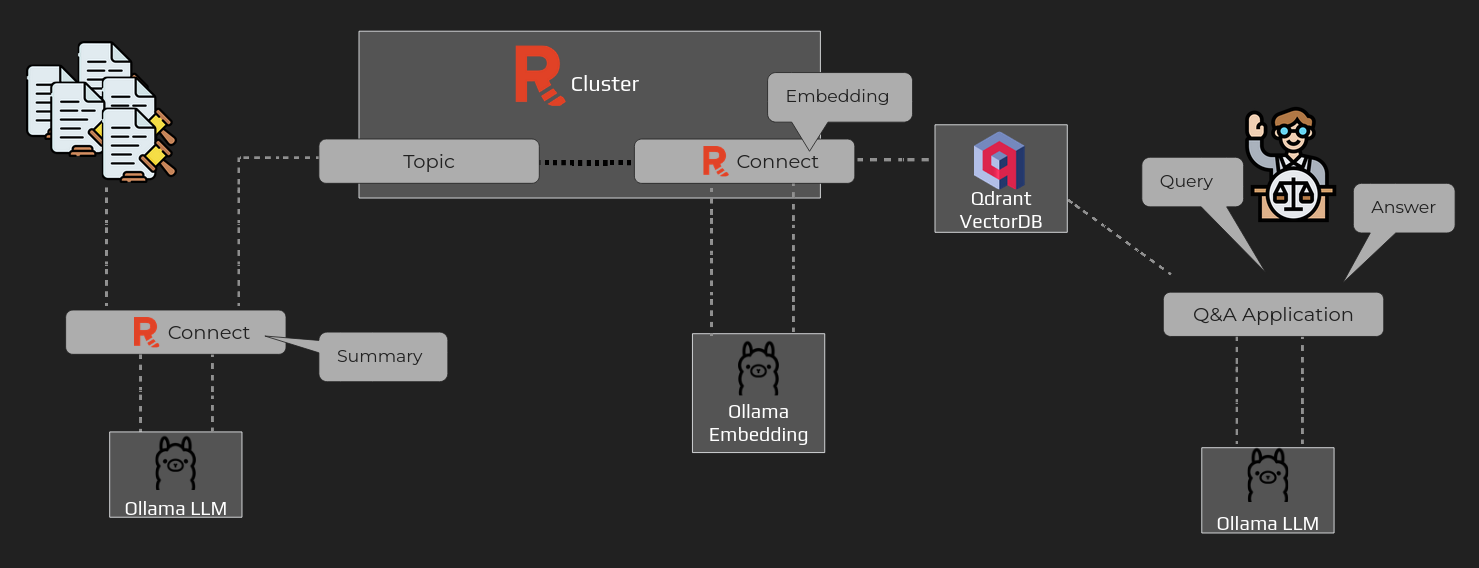 Cluster
Embedding
Topic
Connect
Qdrant
VectorDB
Query
Answer
Connect
Summary
Q&A Application
Ollama
Embedding
Ollama LLM
Ollama LLM